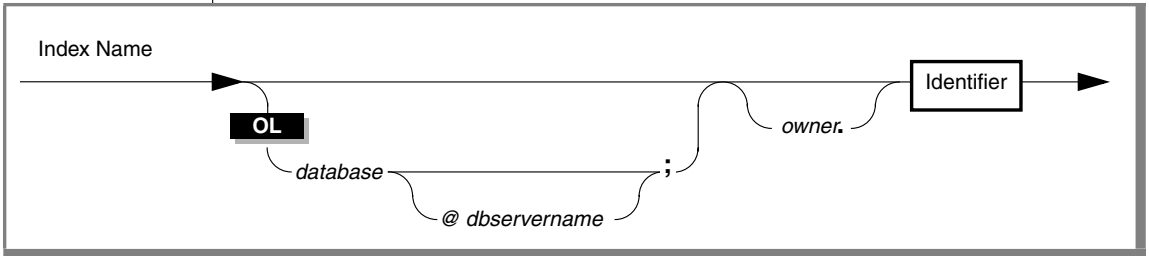 Index Name
Identifier
OL
owner.
database
;
@ dbservername